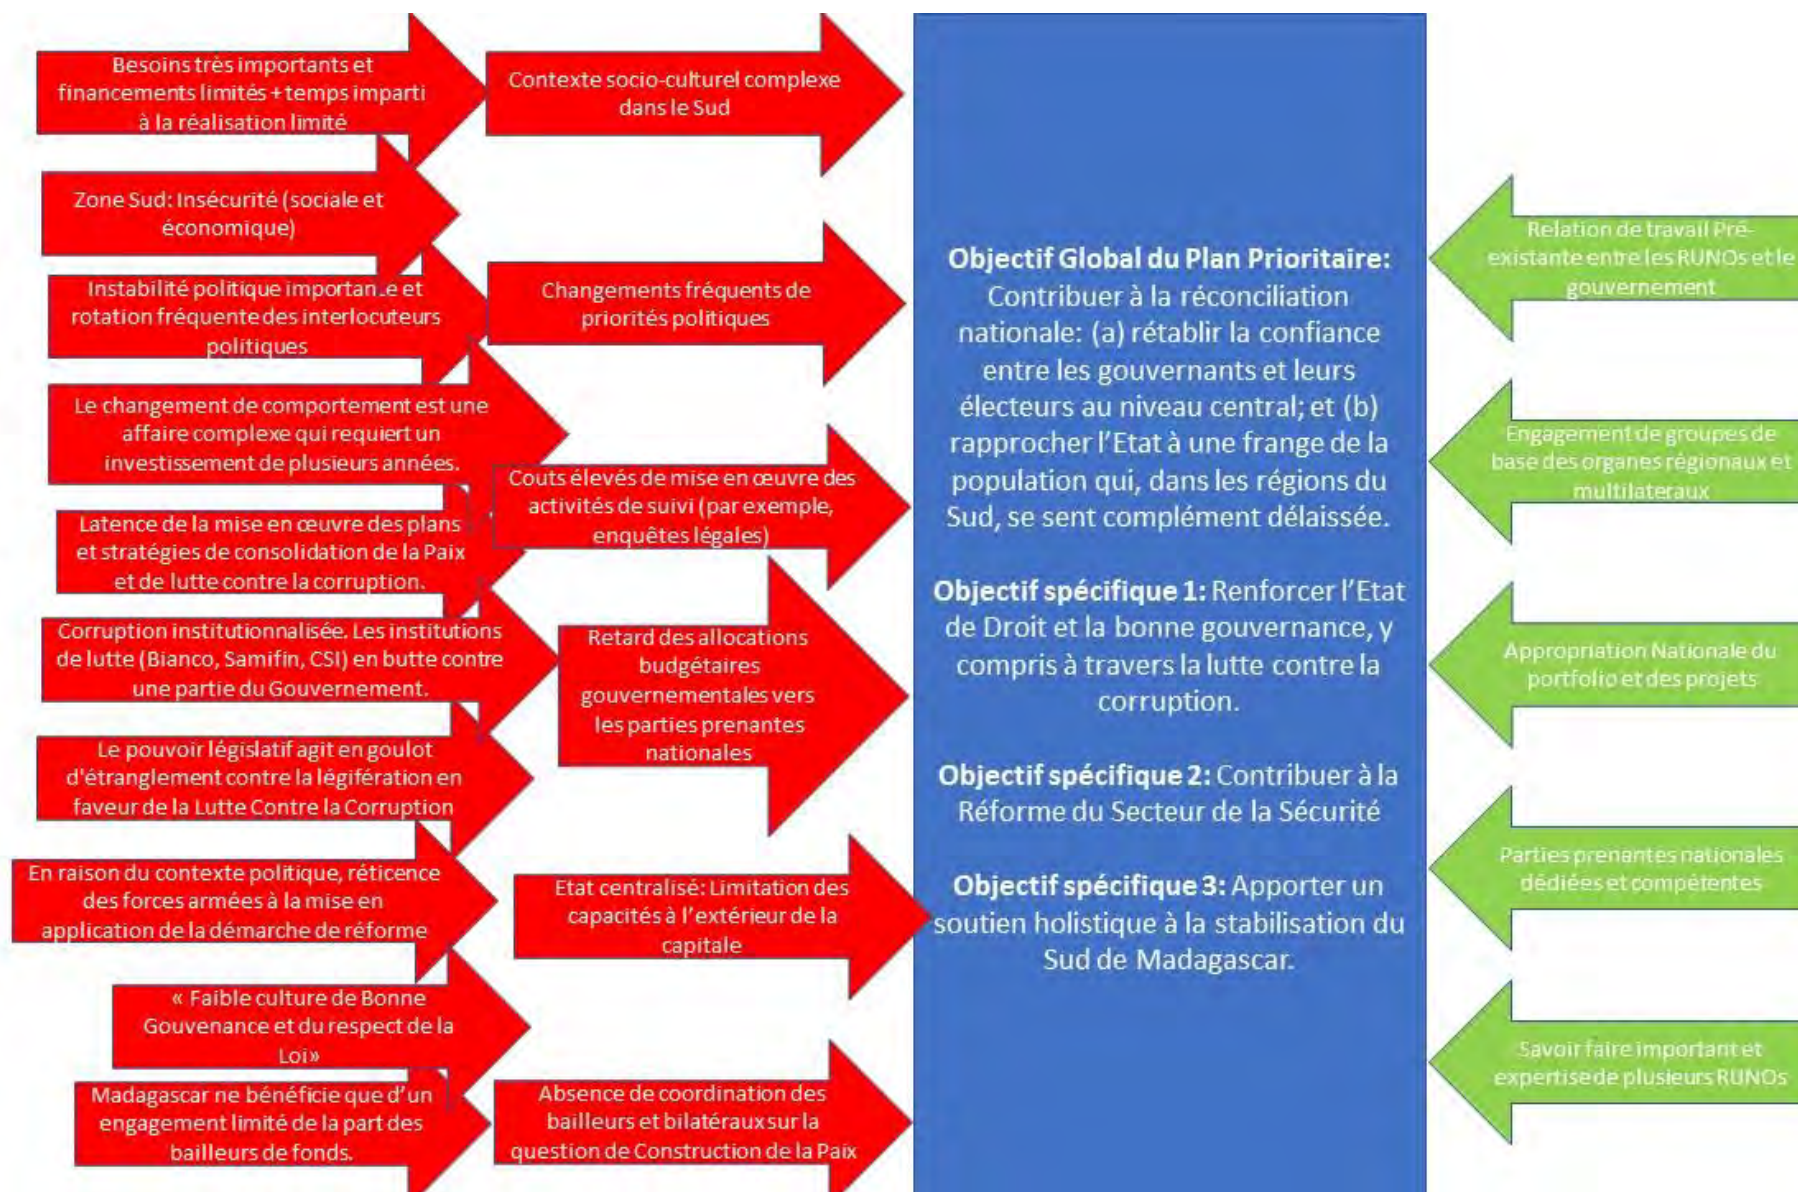 Besoins très importants et
financements limités + temps imparti
à la réalisation limité
Zone Sud: Insécurité (sociale et
économique)
Instabilité politique importante et
rotation fréquente des interlocuteurs
politiques
Le changement de comportement est une
affaire complexe qui requiert un
investissement de plusieurs années.
Latence de la mise en œuvre des plans
et stratégies de consolidation de la Paix
et de lutte contre la corruption.
Corruption institutionnalisée. Les institutions
de lutte (Bianco, Samifin, CSI) en butte contre
une partie du Gouvernement.
Le pouvoir législatif agit en goulot
d'étranglement contre la légifération en
faveur de la Lutte Contre la Corruption
En raison du contexte politique, réticence
des forces armées à la mise en
application de la démarche de réforme
« Faible culture de Bonne
Gouvenance et du respect de la
Loi»
Madagascar ne bénéficie que d’un
engagement limité de la part des
bailleurs de fonds.
Contexte socio-culturel complexe
dans le Sud
Changements fréquents de
priorités politiques
Couts élevés de mise en œuvre des
activités de suivi (par exemple,
enquêtes légales)
Retard des allocations
budgétaires
gouvernementales vers
les parties prenantes
nationales
Etat centralisé: Limitation des
capacités à l’extérieur de la
capitale
Absence de coordination des
bailleurs et bilatéraux sur la
question de Construction de la Paix
Objectif Global du Plan Prioritaire:
Contribuer à la réconciliation
nationale: (a) rétablir la confiance
entre les gouvernants et leurs
électeurs au niveau central; et (b)
rapprocher l’Etat à une frange de la
population qui, dans les régions du
Sud, se sent complément délaissée.
Objectif spécifique 1: Renforcer l’Etat
de Droit et la bonne gouvernance, y
compris à travers la lutte contre la
corruption.
Objectif spécifique 2: Contribuer à la
Réforme du Secteur de la Sécurité
Objectif spécifique 3: Apporter un
soutien holistique à la stabilisation du
Sud de Madagascar.
Relation de travail Pré-
existante entre les RUNOs et le
gouvernement
Engagement de groupes de
base des organes régionaux et
multilateraux
Appropriation Nationale du
portfolio et des projets
Parties prenantes nationales
dédiées et compétentes
Savoir faire important et
expertise de plusieurs RUNOs